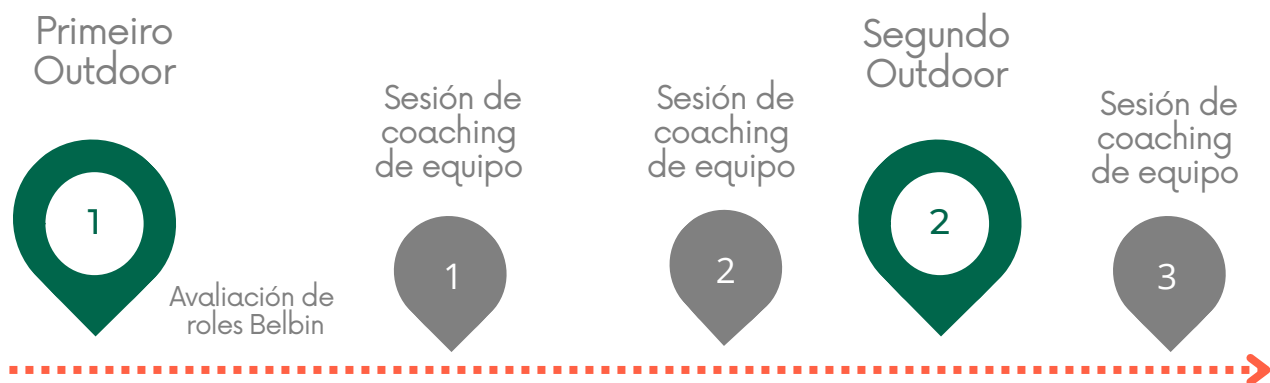 Primeiro
Outdoor
1
Avaliación de
roles Belbin
Sesión de
coaching
de equipo
1
Sesión de
coaching
de equipo
2
Segundo
Outdoor
2
Sesión de
coaching
de equipo
3